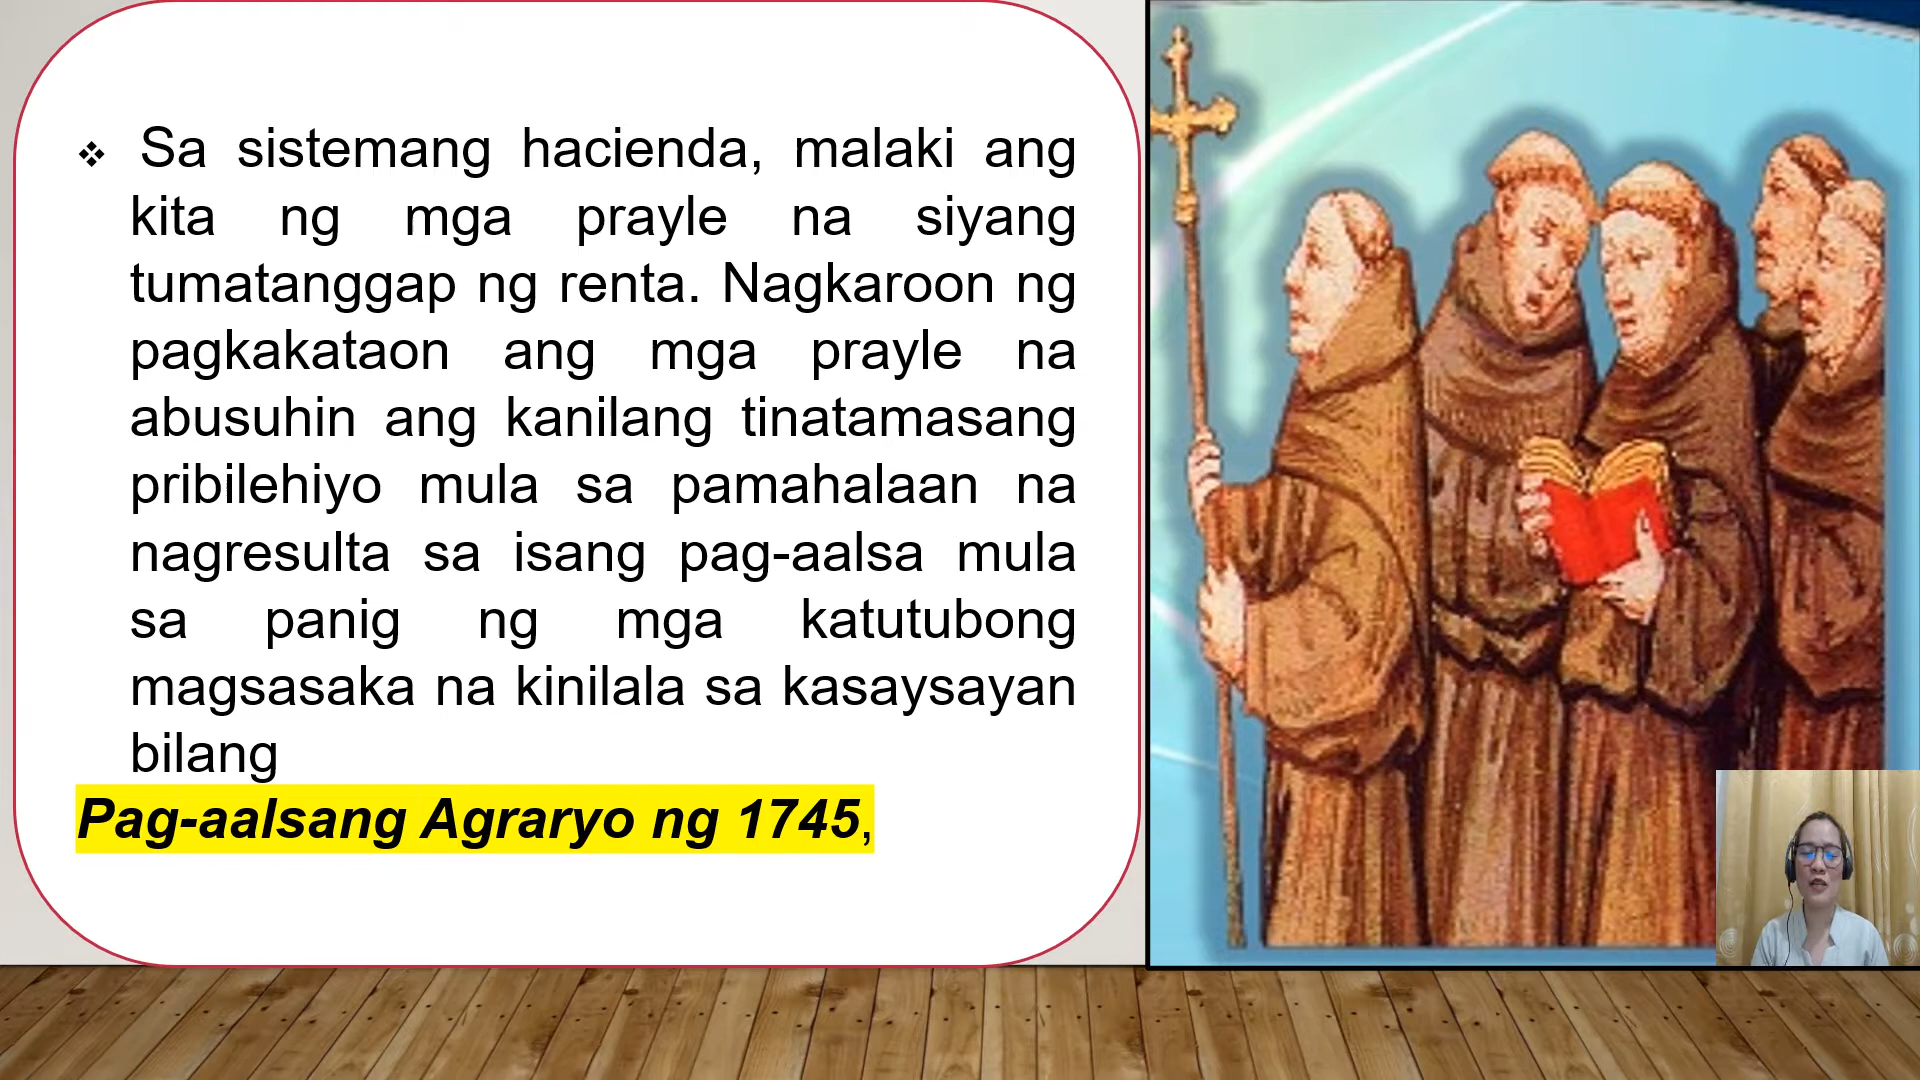 ❖ Sa sistemang hacienda, malaki ang
kita ng mga prayle na siyang
tumatanggap ng renta. Nagkaroon ng
pagkakataon ang mga prayle na
abusuhin ang kanilang tinatamasang
pribilehiyo mula sa pamahalaan na
nagresulta sa isang pag-aalsa mula
sa panig ng mga katutubong
magsasaka na kinilala sa kasaysayan
bilang
Pag-aalsang Agraryo ng 1745,